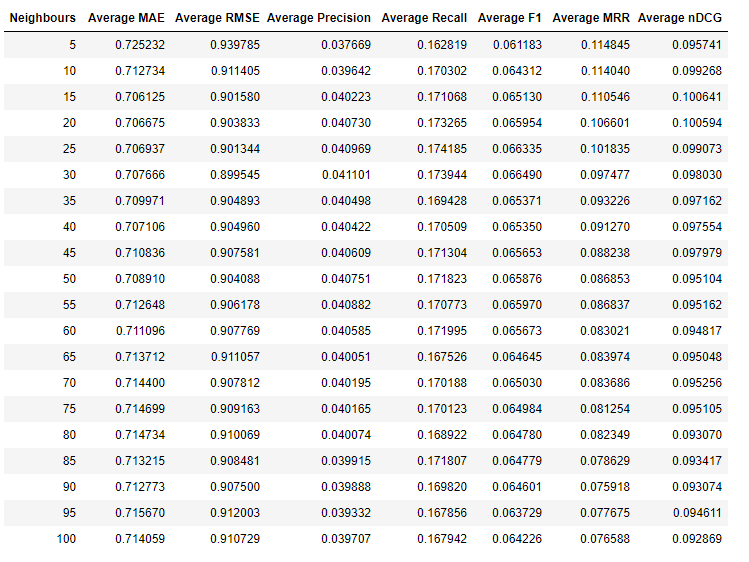 Neighbours Average MAE Average RMSE Average Precision Average Recall Average F1 Average MRR Average nDCG
5 0.725232 0.939785 0.037669 0.162819 0.061183 0.114845 0.095741
10 0.712734 0.911405 0.039642 0.170302 0.064312 0.114040 0.099268
15 0.706125 0.901580 0.040223 0.171068 0.065130 0.110546 0.100641
20 0.706675 0.903833 0.040730 0.173265 0.065954 0.106601 0.100594
25 0.706937 0.901344 0.040969 0.174185 0.066335 0.101835 0.099073
30 0.707666 0.899545 0.041101 0.173944 0.066490 0.097477 0.098030
35 0.709971 0.904893 0.040498 0.169428 0.065371 0.093226 0.097162
40 0.707106 0.904960 0.040422 0.170509 0.065350 0.091270 0.097554
45 0.710836 0.907581 0.040609 0.171304 0.065653 0.088238 0.097979
50 0.708910 0.904088 0.040751 0.171823 0.065876 0.086853 0.095104
55 0.712648 0.906178 0.040882 0.170773 0.065970 0.086837 0.095162
60 0.711096 0.907769 0.040585 0.171995 0.065673 0.083021 0.094817
65 0.713712 0.911057 0.040051 0.167526 0.064645 0.083974 0.095048
70 0.714400 0.907812 0.040195 0.170188 0.065030 0.083686 0.095256
75 0.714699 0.909163 0.040165 0.170123 0.064984 0.081254 0.095105
80 0.714734 0.910069 0.040074 0.168922 0.064780 0.082349 0.093070
85 0.713215 0.908481 0.039915 0.171807 0.064779 0.078629 0.093417
90 0.712773 0.907500 0.039888 0.169820 0.064601 0.075918 0.093074
95 0.715670 0.912003 0.039332 0.167856 0.063729 0.077675 0.094611
100 0.714059 0.910729 0.039707 0.167942 0.064226 0.076588 0.092869